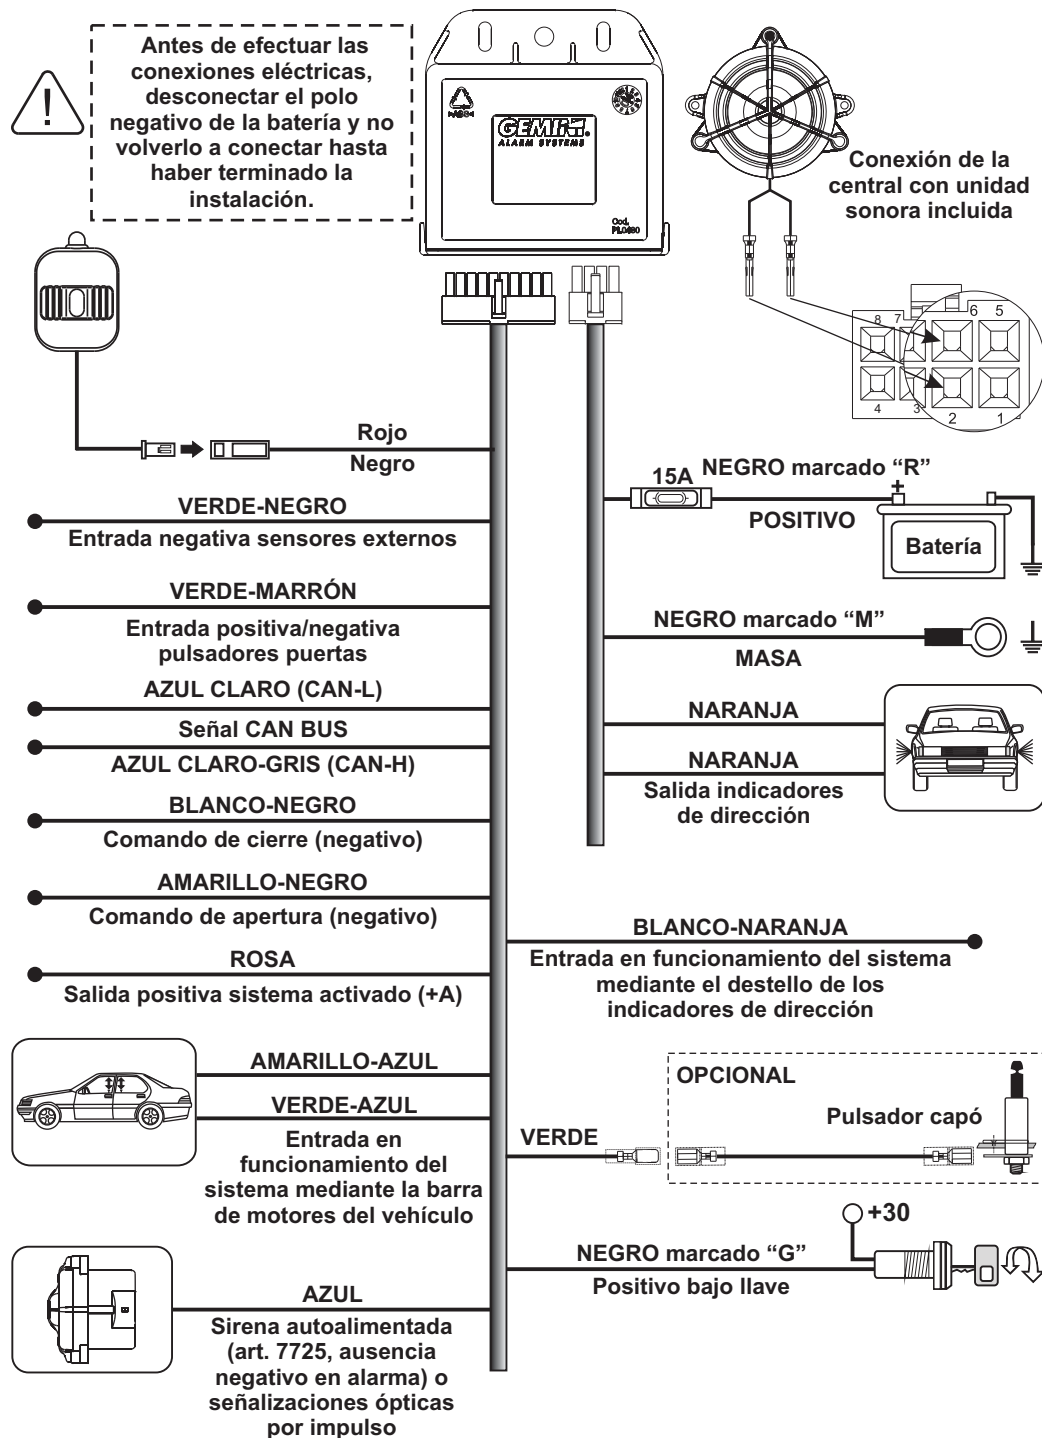 Antes de efectuar las
conexiones eléctricas,
desconectar el polo
negativo de la batería y no
volverlo a conectar hasta
haber terminado la
instalación.
>ABS<
GEMINI.
ALARM SYSTEMS
Cod.
Conexión de la
central con unidad
sonora incluida
8 7 6 5
4 3 2 1
Rojo
Negro
VERDE-NEGRO
Entrada negativa sensores externos
VERDE-MARRÓN
Entrada positiva/negativa
pulsadores puertas
AZUL CLARO (CAN-L)
Señal CAN BUS
AZUL CLARO-GRIS (CAN-H)
BLANCO-NEGRO
Comando de cierre (negativo)
AMARILLO-NEGRO
Comando de apertura (negativo)
ROSA
Salida positiva sistema activado (+A)
AMARILLO-AZUL
VERDE-AZUL
Entrada en
funcionamiento del
sistema mediante la barra
de motores del vehículo
AZUL
Sirena autoalimentada
(art. 7725, ausencia
negativo en alarma) o
señalizaciones ópticas
por impulso
15A
NEGRO marcado “R”
+
POSITIVO
Batería
NEGRO marcado “M”
MASA
NARANJA
NARANJA
Salida indicadores
de dirección
BLANCO-NARANJA
Entrada en funcionamiento del sistema
mediante el destello de los
indicadores de dirección
OPCIONAL
Pulsador capó
VERDE
+30
NEGRO marcado “G”
Positivo bajo llave